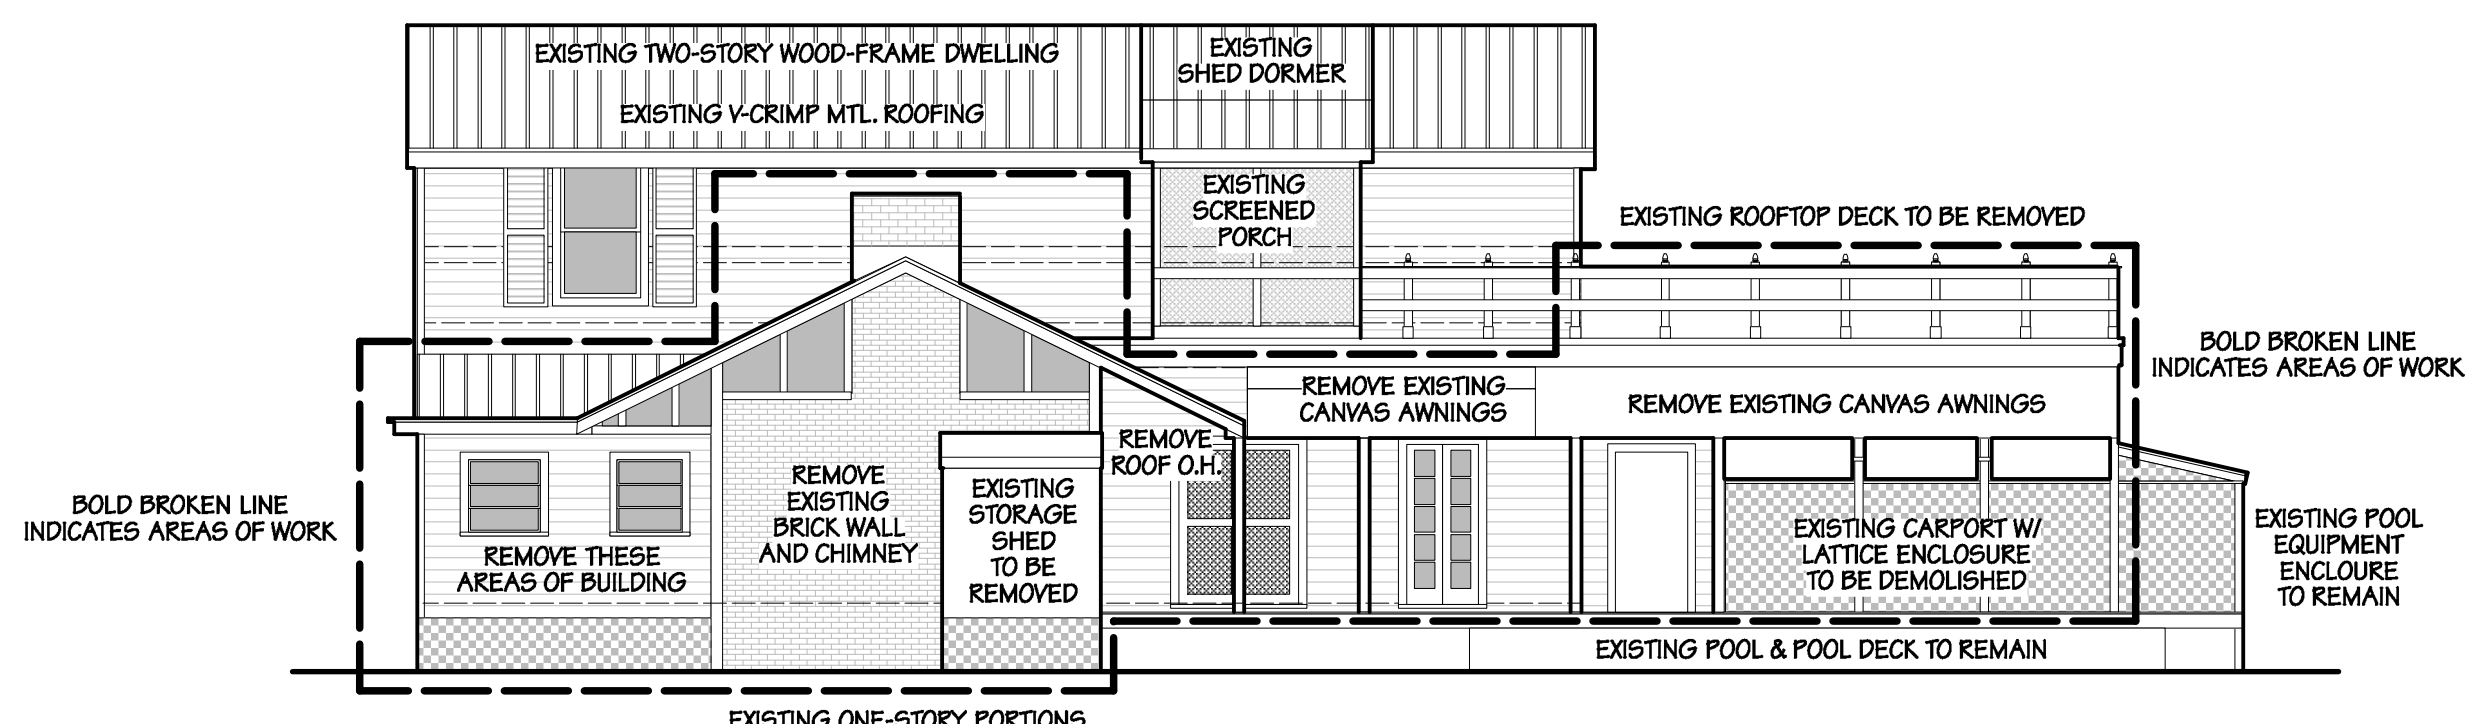 EXISTING TWO-STORY WOOD-FRAME DWELLING
EXISTING V-CRIMP MTL. ROOFING
EXISTING
SHED DORMER
EXISTING
SCREENED
PORCH
EXISTING ROOFTOP DECK TO BE REMOVED
BOLD BROKEN LINE
INDICATES AREAS OF WORK
REMOVE EXISTING
CANVAS AWNINGS
REMOVE EXISTING CANVAS AWNINGS
REMOVE
ROOF O.H.
BOLD BROKEN LINE
INDICATES AREAS OF WORK
REMOVE THESE
AREAS OF BUILDING
REMOVE
EXISTING
BRICK WALL
AND CHIMNEY
EXISTING
STORAGE
SHED
TO BE
REMOVED
EXISTING CARPORT W/
LATTICE ENCLOSURE
TO BE DEMOLISHED
EXISTING POOL
EQUIPMENT
ENCLOURE
TO REMAIN
EXISTING POOL & POOL DECK TO REMAIN
EXISTING ONE-STORY PORTIONS